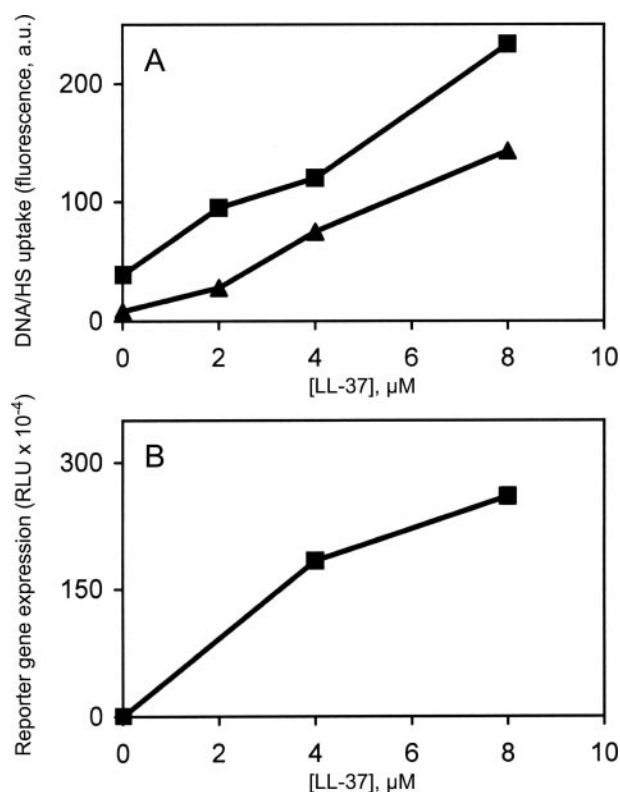 A
DNA/HS uptake (fluorescence, a.u.)
200
100
0
0 2 4 6 8 10
[LL-37], µM
B
Reporter gene expression (RLU x 10-4)
300
150
0
0 2 4 6 8 10
[LL-37], µM